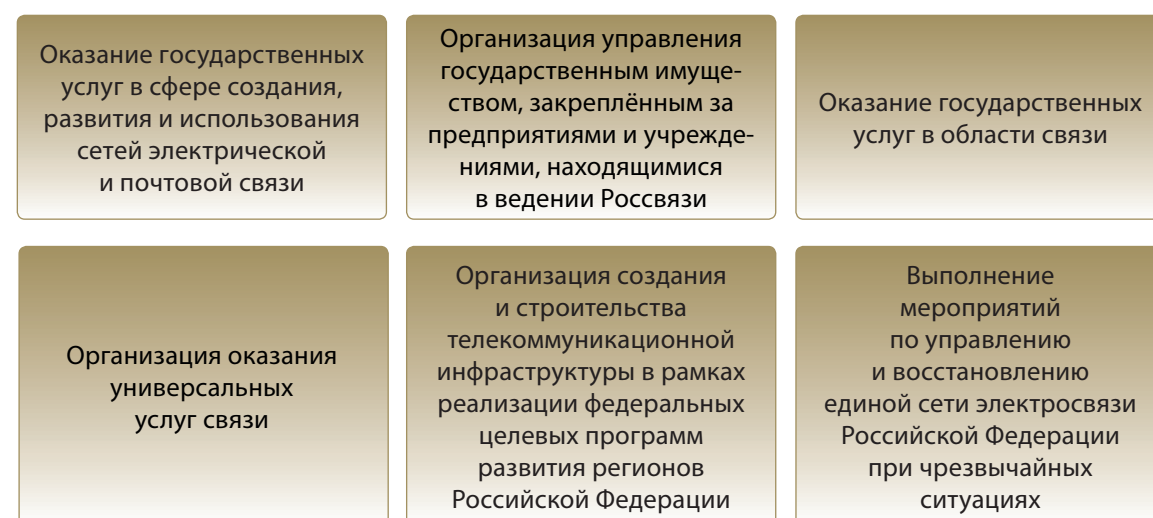 Оказание государственных
услуг в сфере создания,
развития и использования
сетей электрической
и почтовой связи
Организация управления
государственным имуще-
ством, закреплённым за
предприятиями и учрежде-
ниями, находящимися
в ведении Россвязи
Оказание государственных
услуг в области связи
Организация оказания
универсальных
услуг связи
Организация создания
и строительства
телекоммуникационной
инфраструктуры в рамках
реализации федеральных
целевых программ
развития регионов
Российской Федерации
Выполнение
мероприятий
по управлению
и восстановлению
единой сети электросвязи
Российской Федерации
при чрезвычайных
ситуациях